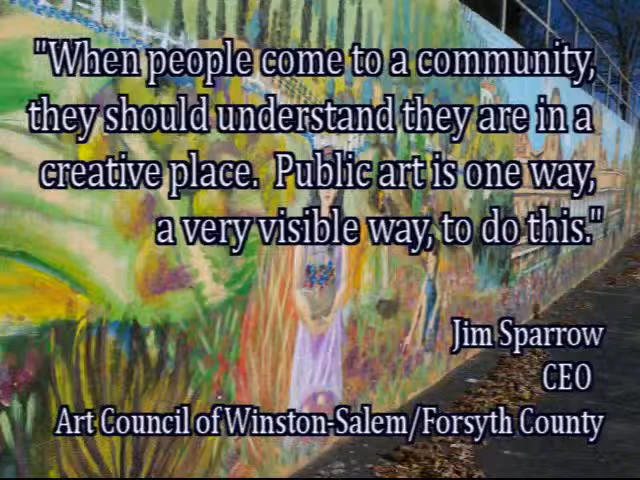 "When people come to a community,
they should understand they are in a
creative place.  Public art is one way,
a very visible way, to do this."
Jim Sparrow
CEO
Art Council of Winston-Salem/Forsyth County